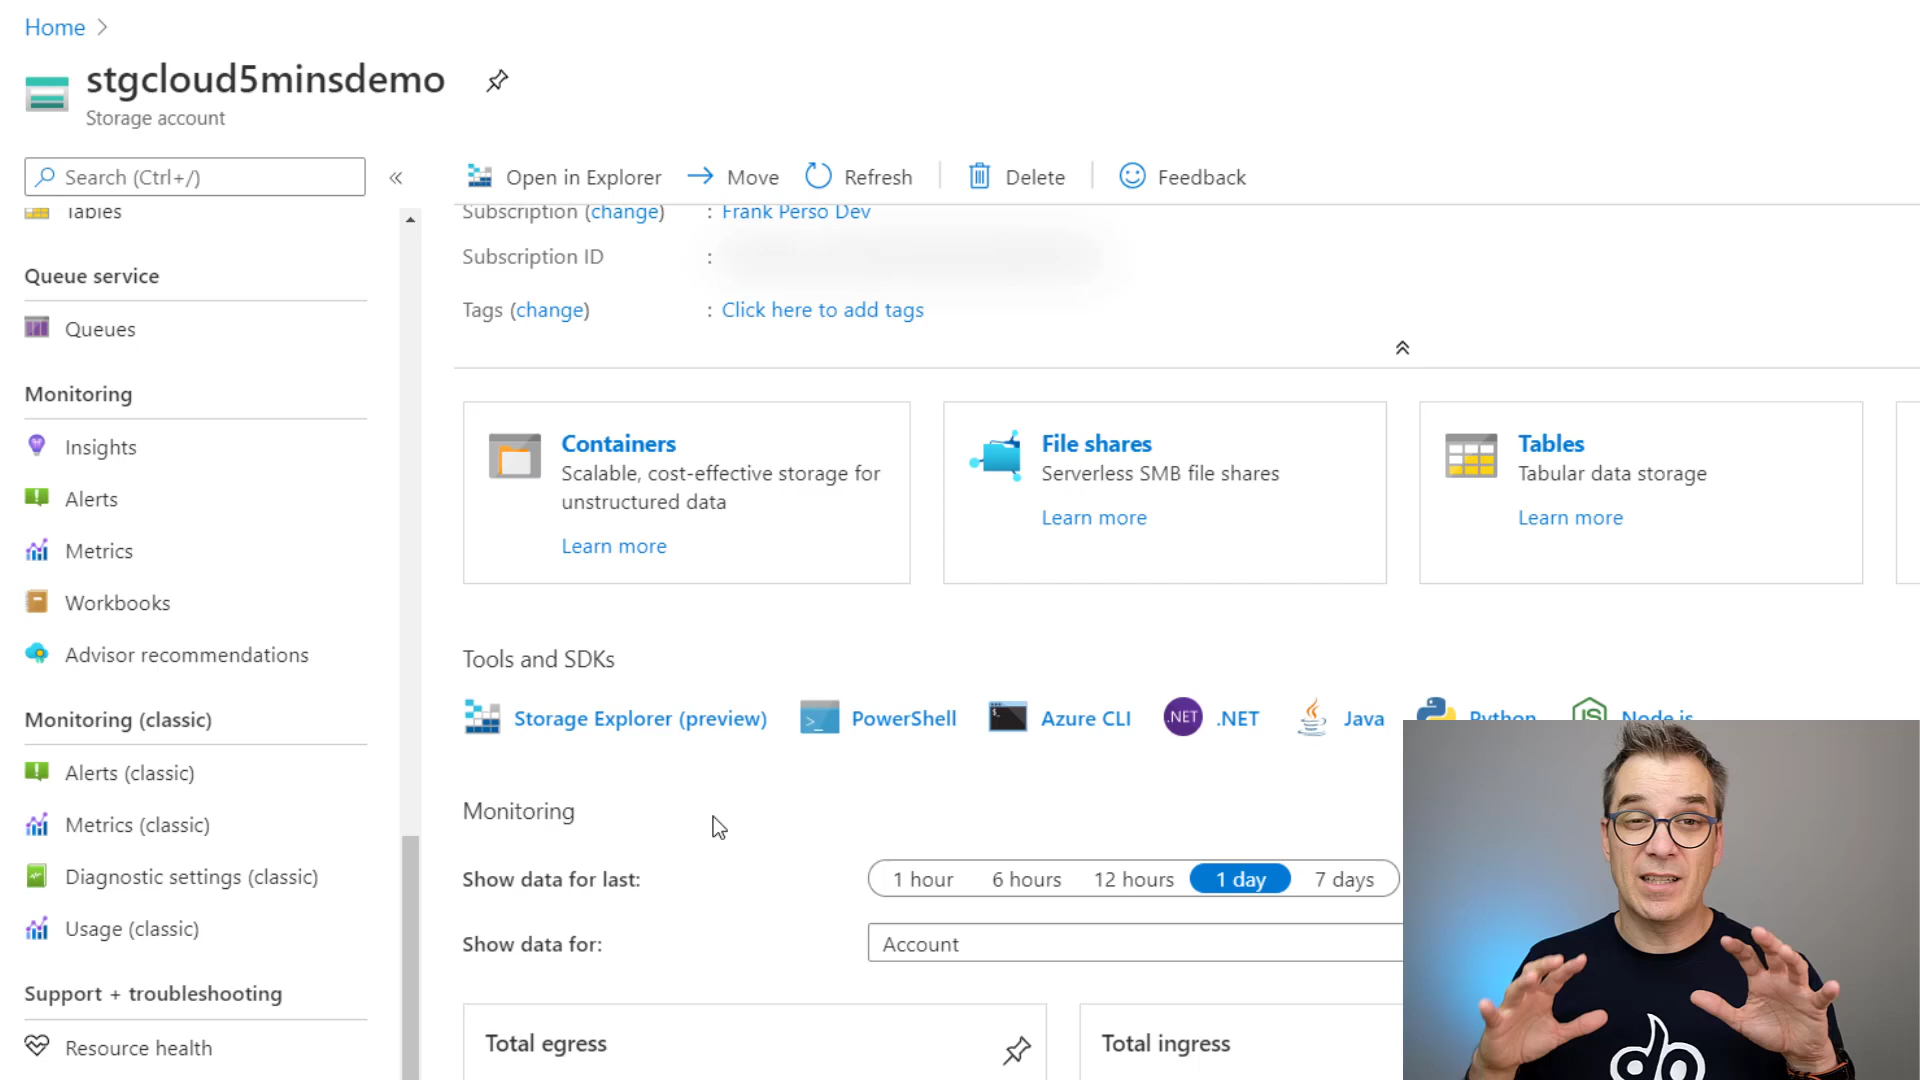 Home
stgcloud5minsdemo
Storage account
Search (Ctrl+/)
Open in Explorer
Move
Refresh
Delete
Feedback
Tables
Queue service
Queues
Monitoring
Insights
Alerts
Metrics
Workbooks
Advisor recommendations
Monitoring (classic)
Alerts (classic)
Metrics (classic)
Diagnostic settings (classic)
Usage (classic)
Support + troubleshooting
Resource health
Subscription (change) : Frank Perso Dev
Subscription ID :
Tags (change) : Click here to add tags
Containers
Scalable, cost-effective storage for
unstructured data
Learn more
File shares
Serverless SMB file shares
Learn more
Tables
Tabular data storage
Learn more
Tools and SDKs
Storage Explorer (preview)
PowerShell
Azure CLI
.NET
.NET
Java
Python
JS
Node.js
Monitoring
Show data for last:
1 hour
6 hours
12 hours
1 day
7 days
Show data for:
Account
Total egress
Total ingress